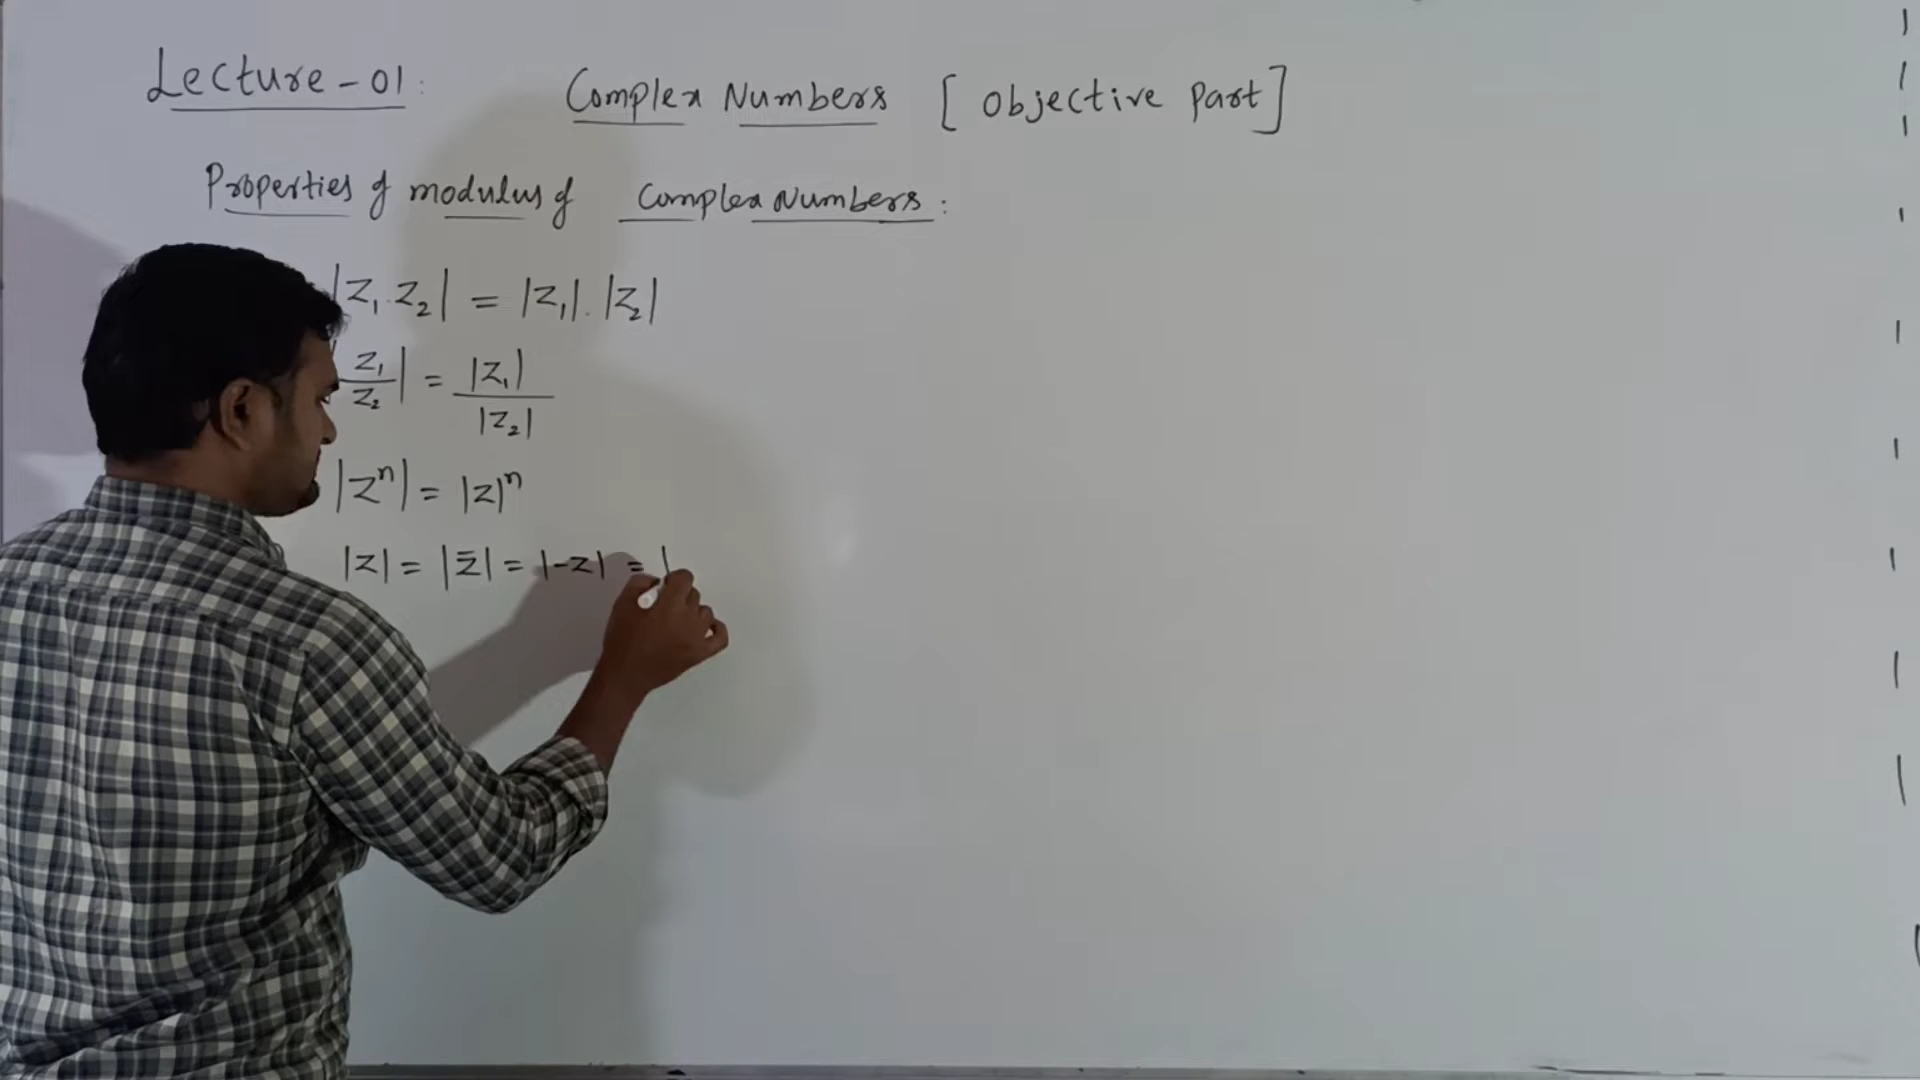 Lecture-01: Complex Numbers [Objective Part]
Properties of modulus of Complex Numbers:
|z₁.z₂| = |z₁|.|z₂|
|z₁/z₂| = |z₁|/|z₂|
|zⁿ| = |z|ⁿ
|z| = |z̄| = |-z| = |